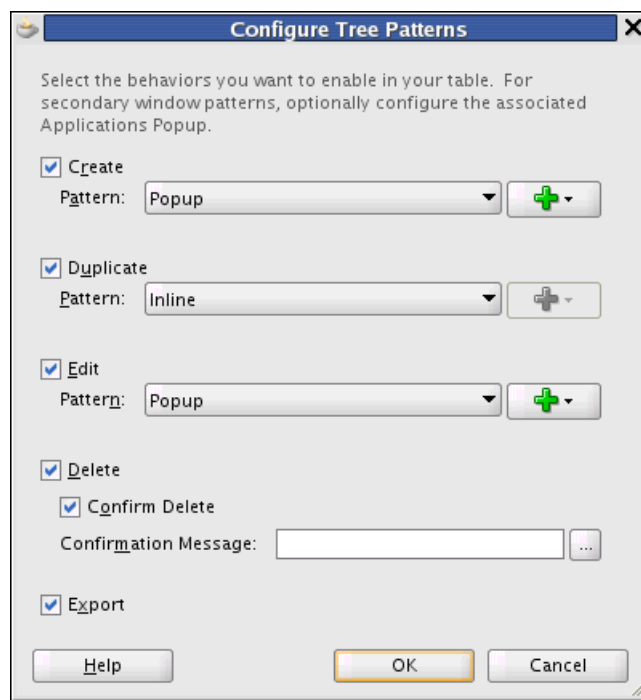 Configure Tree Patterns
Select the behaviors you want to enable in your table. For
secondary window patterns, optionally configure the associated
Applications Popup.
Create
Pattern: Popup
Duplicate
Pattern: Inline
Edit
Pattern: Popup
Delete
Confirm Delete
Confirmation Message: ...
Export
Help OK Cancel